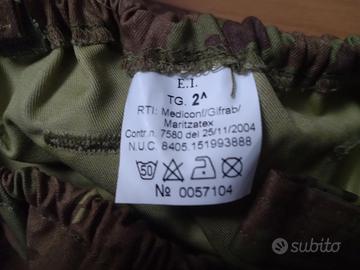 E.I.
TG. 2^
RTI: Mediconf/Gifrab/
Maritzatex
Contr.n. 7580 del 25/11/2004
N.U.C. 8405.151993888
50
№ 0057104
subito